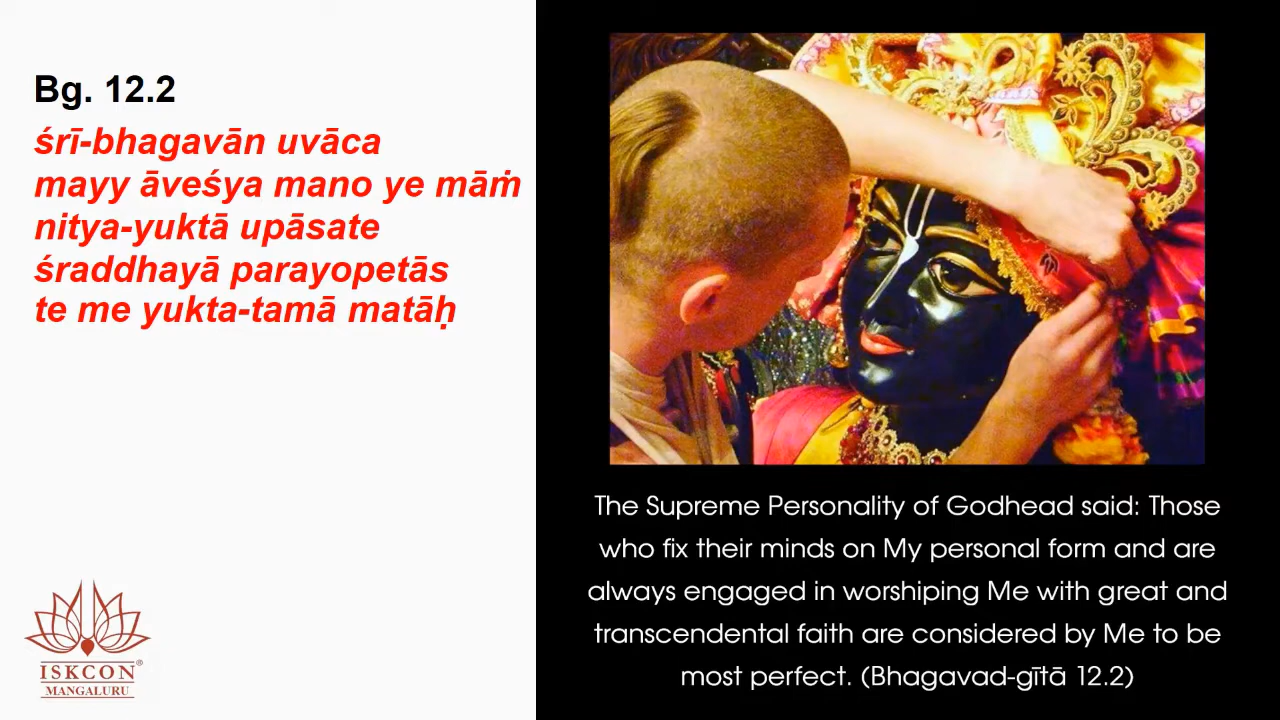 Bg. 12.2
śrī-bhagavān uvāca
mayy āveśya mano ye māṁ
nitya-yuktā upāsate
śraddhayā parayopetās
te me yukta-tamā matāḥ
ISKCON®
MANGALURU
The Supreme Personality of Godhead said: Those
who fix their minds on My personal form and are
always engaged in worshiping Me with great and
transcendental faith are considered by Me to be
most perfect. (Bhagavad-gītā 12.2)